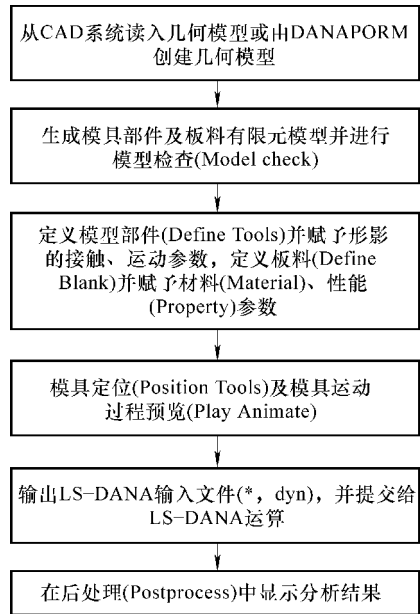 从CAD系统读入几何模型或由DANAPORM
创建几何模型
生成模具部件及板料有限元模型并进行
模型检查(Model check)
定义模型部件(Define Tools)并赋予形影
的接触、运动参数，定义板料(Define
Blank)并赋予材料(Material)、性能
(Property)参数
模具定位(Position Tools)及模具运动
过程预览(Play Animate)
输出LS-DANA输入文件(*，dyn)，并提交给
LS-DANA运算
在后处理(Postprocess)中显示分析结果